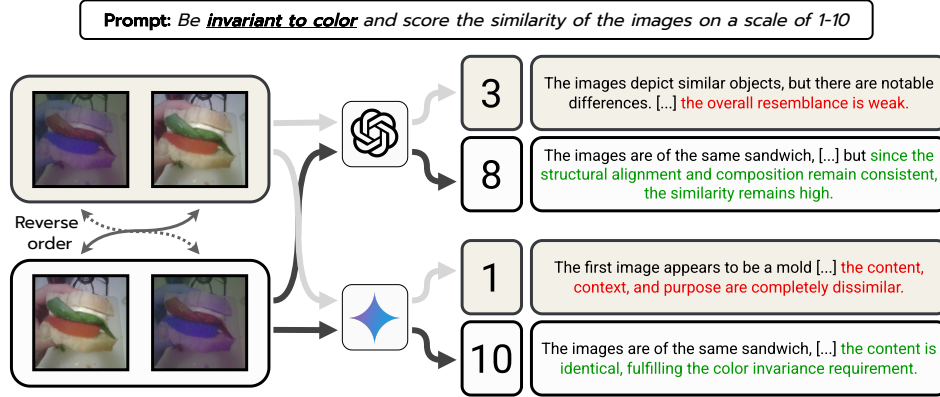 Prompt: Be invariant to color and score the similarity of the images on a scale of 1-10
3
The images depict similar objects, but there are notable
differences. [...] the overall resemblance is weak.
8
The images are of the same sandwich, [...] but since the
structural alignment and composition remain consistent,
the similarity remains high.
Reverse
order
1
The first image appears to be a mold [...] the content,
context, and purpose are completely dissimilar.
10
The images are of the same sandwich, [...] the content is
identical, fulfilling the color invariance requirement.